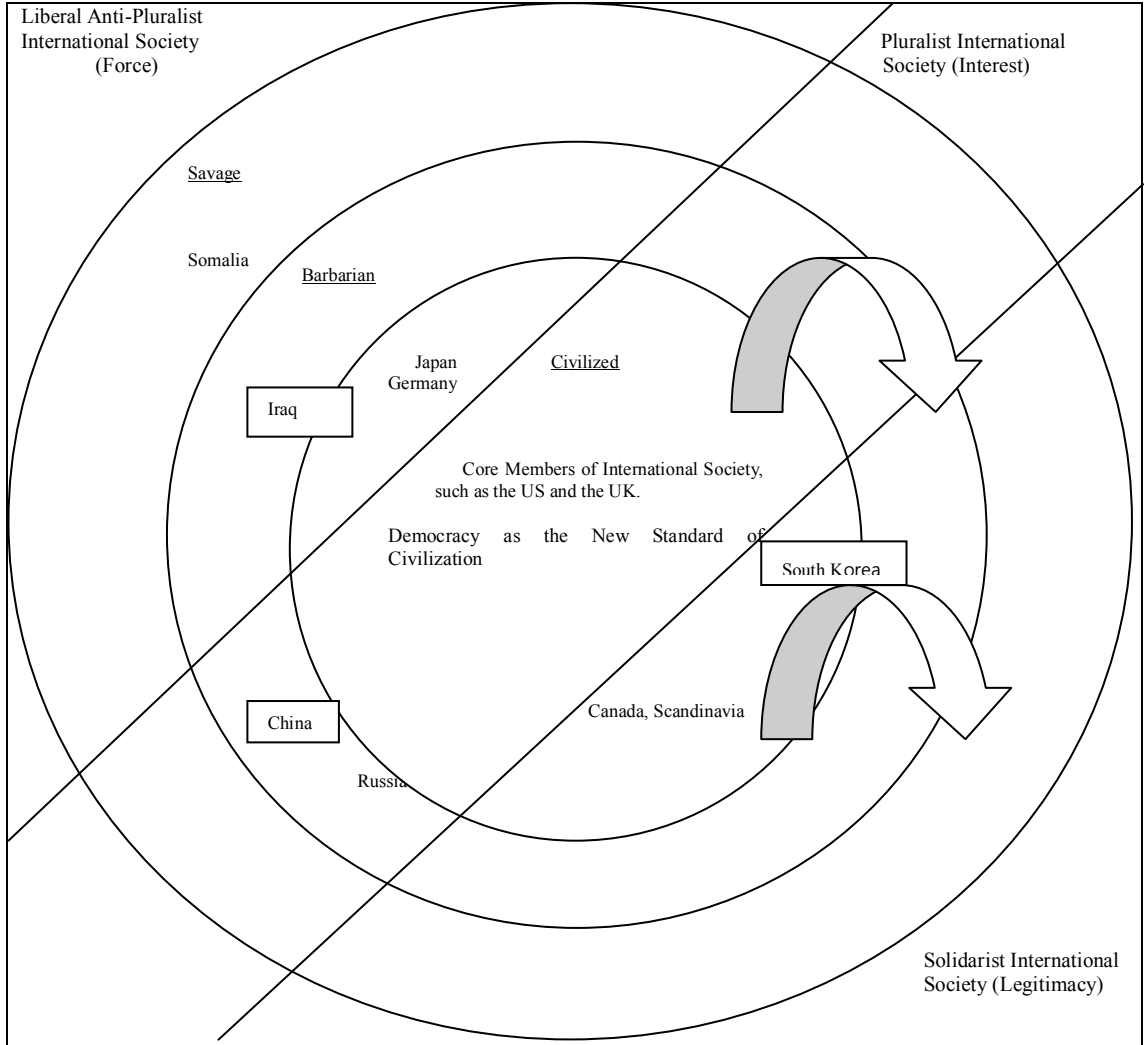 Liberal Anti-Pluralist
International Society
(Force)
Pluralist International
Society (Interest)
Savage
Somalia
Barbarian
Japan
Germany
Civilized
Iraq
Core Members of International Society,
such as the US and the UK.
Democracy as the New Standard of
Civilization
South Korea
China
Canada, Scandinavia
Russia
Solidarist International
Society (Legitimacy)